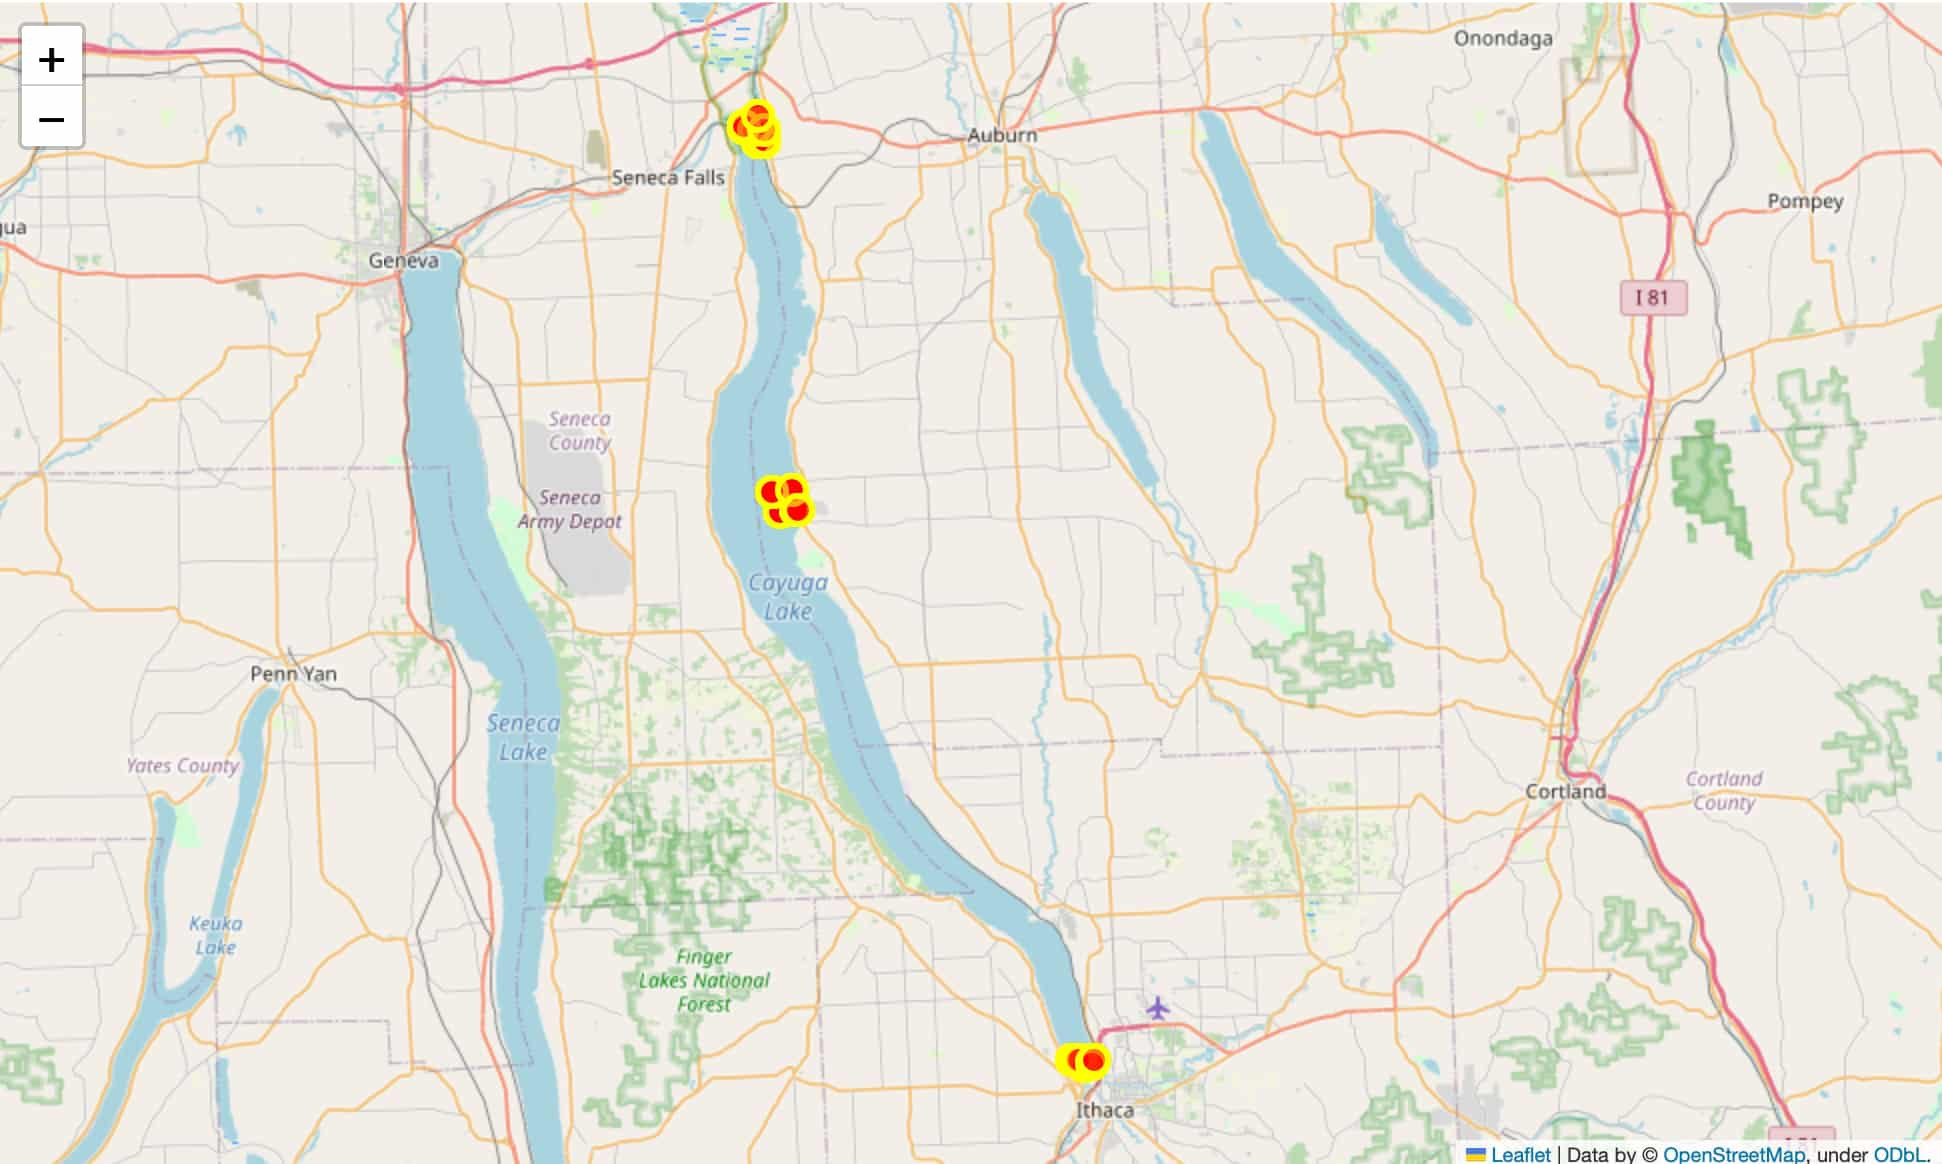 +
−
Onondaga
Auburn
Seneca Falls
Pompey
Geneva
I 81
Seneca
County
Seneca
Army Depot
Cayuga
Lake
Penn Yan
Seneca
Lake
Yates County
Cortland
Cortland
County
Keuka
Lake
Finger
Lakes National
Forest
Ithaca
Leaflet | Data by © OpenStreetMap, under ODbL.